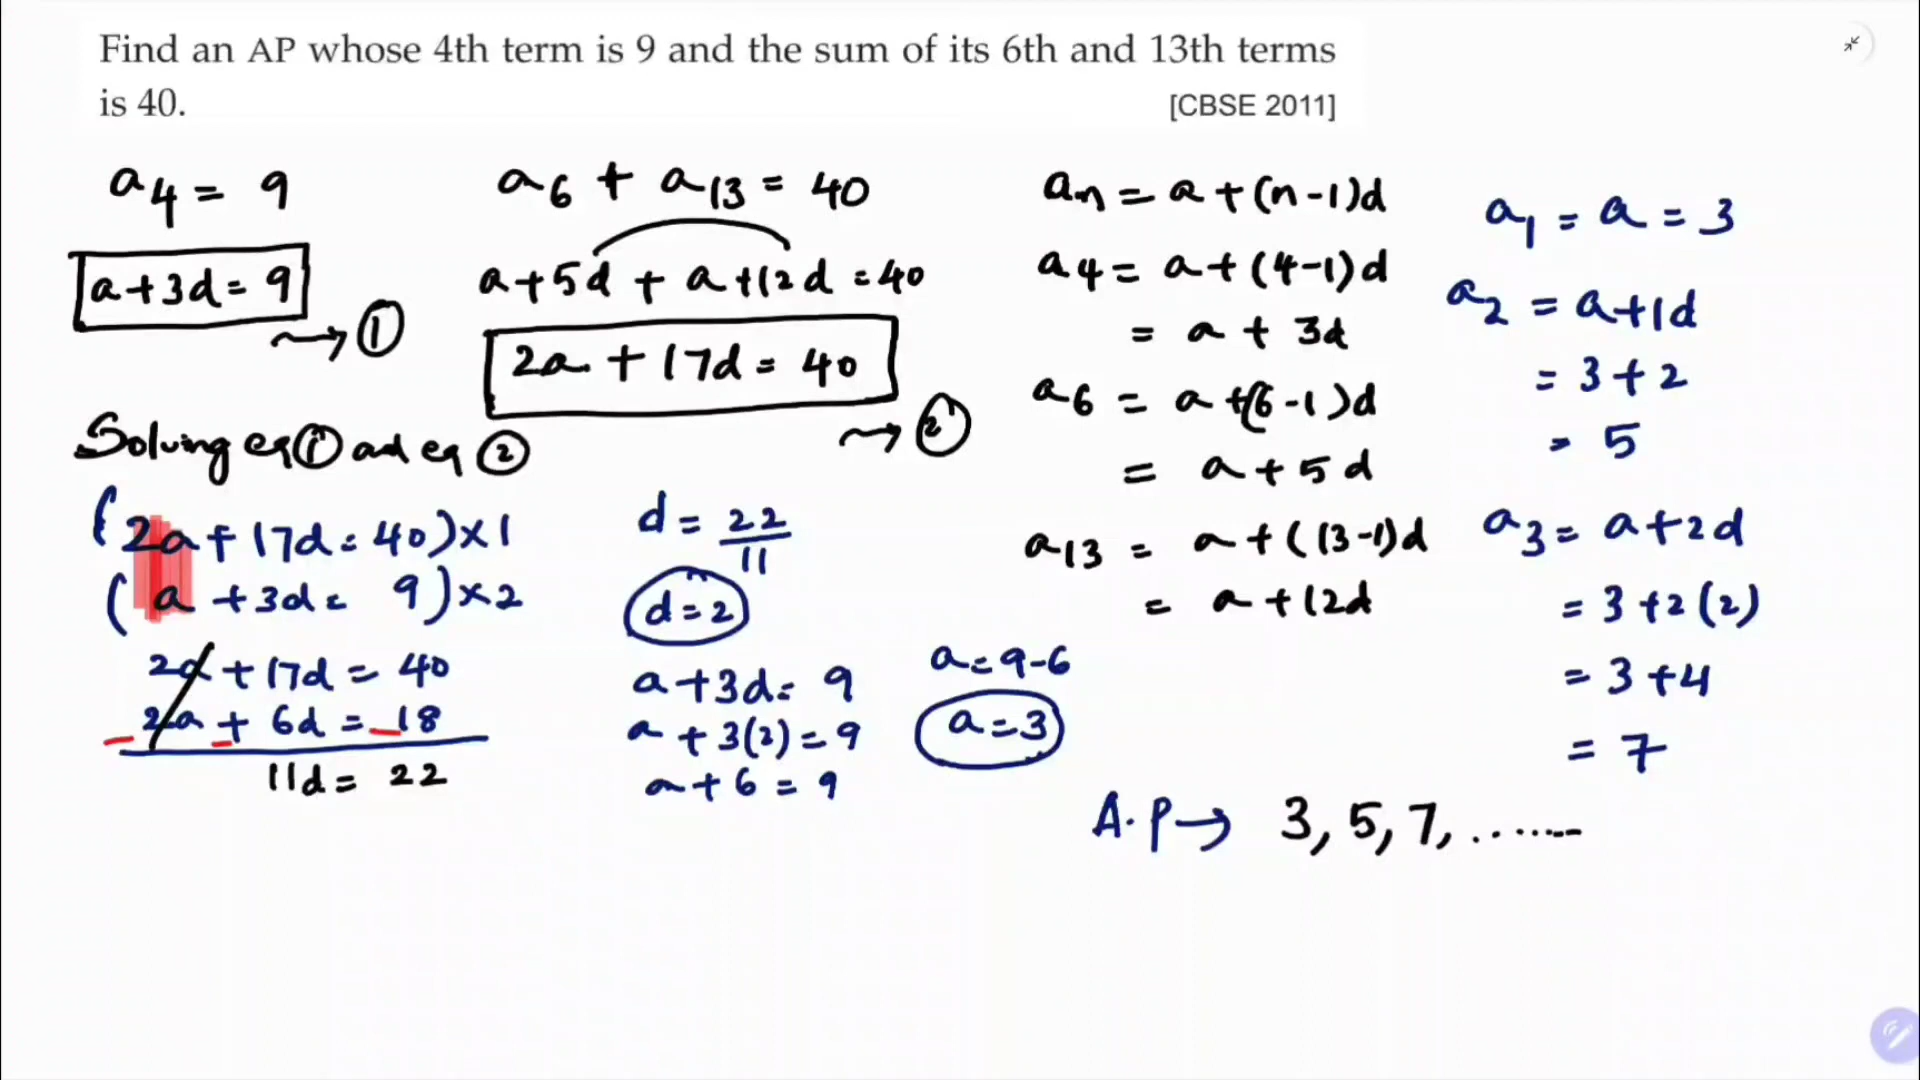 Find an AP whose 4th term is 9 and the sum of its 6th and 13th terms
is 40. [CBSE 2011]
a4 = 9
a+3d = 9
→ 1
a6 + a13 = 40
a+5d + a+12d = 40
2a + 17d = 40
→ 2
Solving eq 1 ad eq 2
(2a + 17d = 40) × 1
( a + 3d = 9) × 2
2a + 17d = 40
- 2a + 6d = 18
11d = 22
d = 22
11
d = 2
a + 3d = 9
a + 3(2) = 9
a + 6 = 9
a = 9-6
a = 3
an = a + (n-1)d
a4 = a + (4-1)d
= a + 3d
a6 = a + (6-1)d
= a + 5d
a13 = a + (13-1)d
= a + 12d
a1 = a = 3
a2 = a+1d
= 3+2
= 5
a3 = a+2d
= 3+2(2)
= 3+4
= 7
A.P → 3, 5, 7, .......